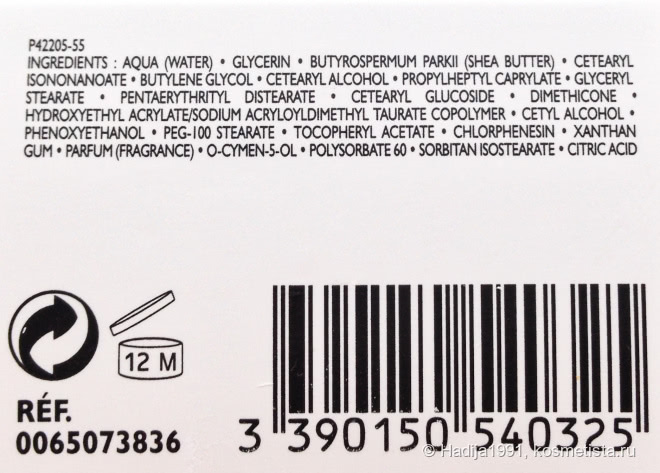 P42205-55
INGREDIENTS : AQUA (WATER) • GLYCERIN • BUTYROSPERMUM PARKII (SHEA BUTTER) • CETEARYL
ISONONANOATE • BUTYLENE GLYCOL • CETEARYL ALCOHOL • PROPYLHEPTYL CAPRYLATE • GLYCERYL
STEARATE • PENTAERYTHRITYL DISTEARATE • CETEARYL GLUCOSIDE • DIMETHICONE •
HYDROXYETHYL ACRYLATE/SODIUM ACRYLOYLDIMETHYL TAURATE COPOLYMER • CETYL ALCOHOL •
PHENOXYETHANOL • PEG-100 STEARATE • TOCOPHERYL ACETATE • CHLORPHENESIN • XANTHAN
GUM • PARFUM (FRAGRANCE) • O-CYMEN-5-OL • POLYSORBATE 60 • SORBITAN ISOSTEARATE • CITRIC ACID
12 M
RÉF.
0065073836
3 390150 540325
© Hadija1991, kosmetista.ru